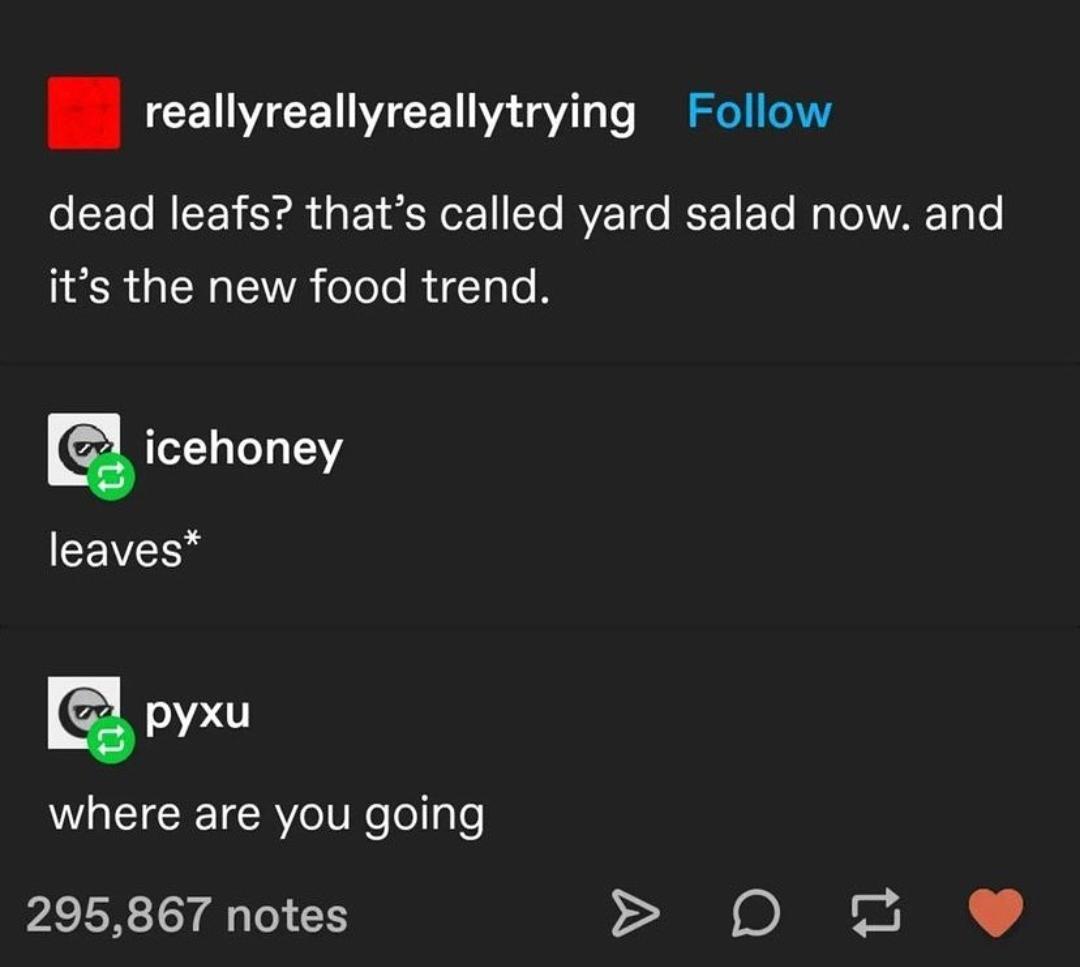 reallyreallyreallytrying Follow
dead leafs? that’s called yard salad now. and
it’s the new food trend.
icehoney
leaves*
pyxu
where are you going
295,867 notes